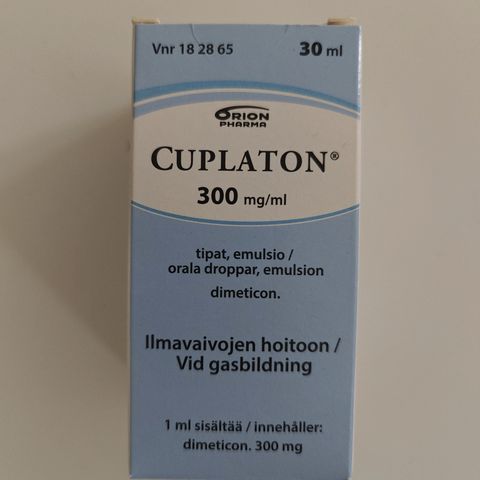 Vnr 18 28 65 30 ml
ORION
PHARMA
CUPLATON®
300 mg/ml
tipat, emulsio /
orala droppar, emulsion
dimeticon.
Ilmavaivojen hoitoon /
Vid gasbildning
1 ml sisältää / innehåller:
dimeticon. 300 mg